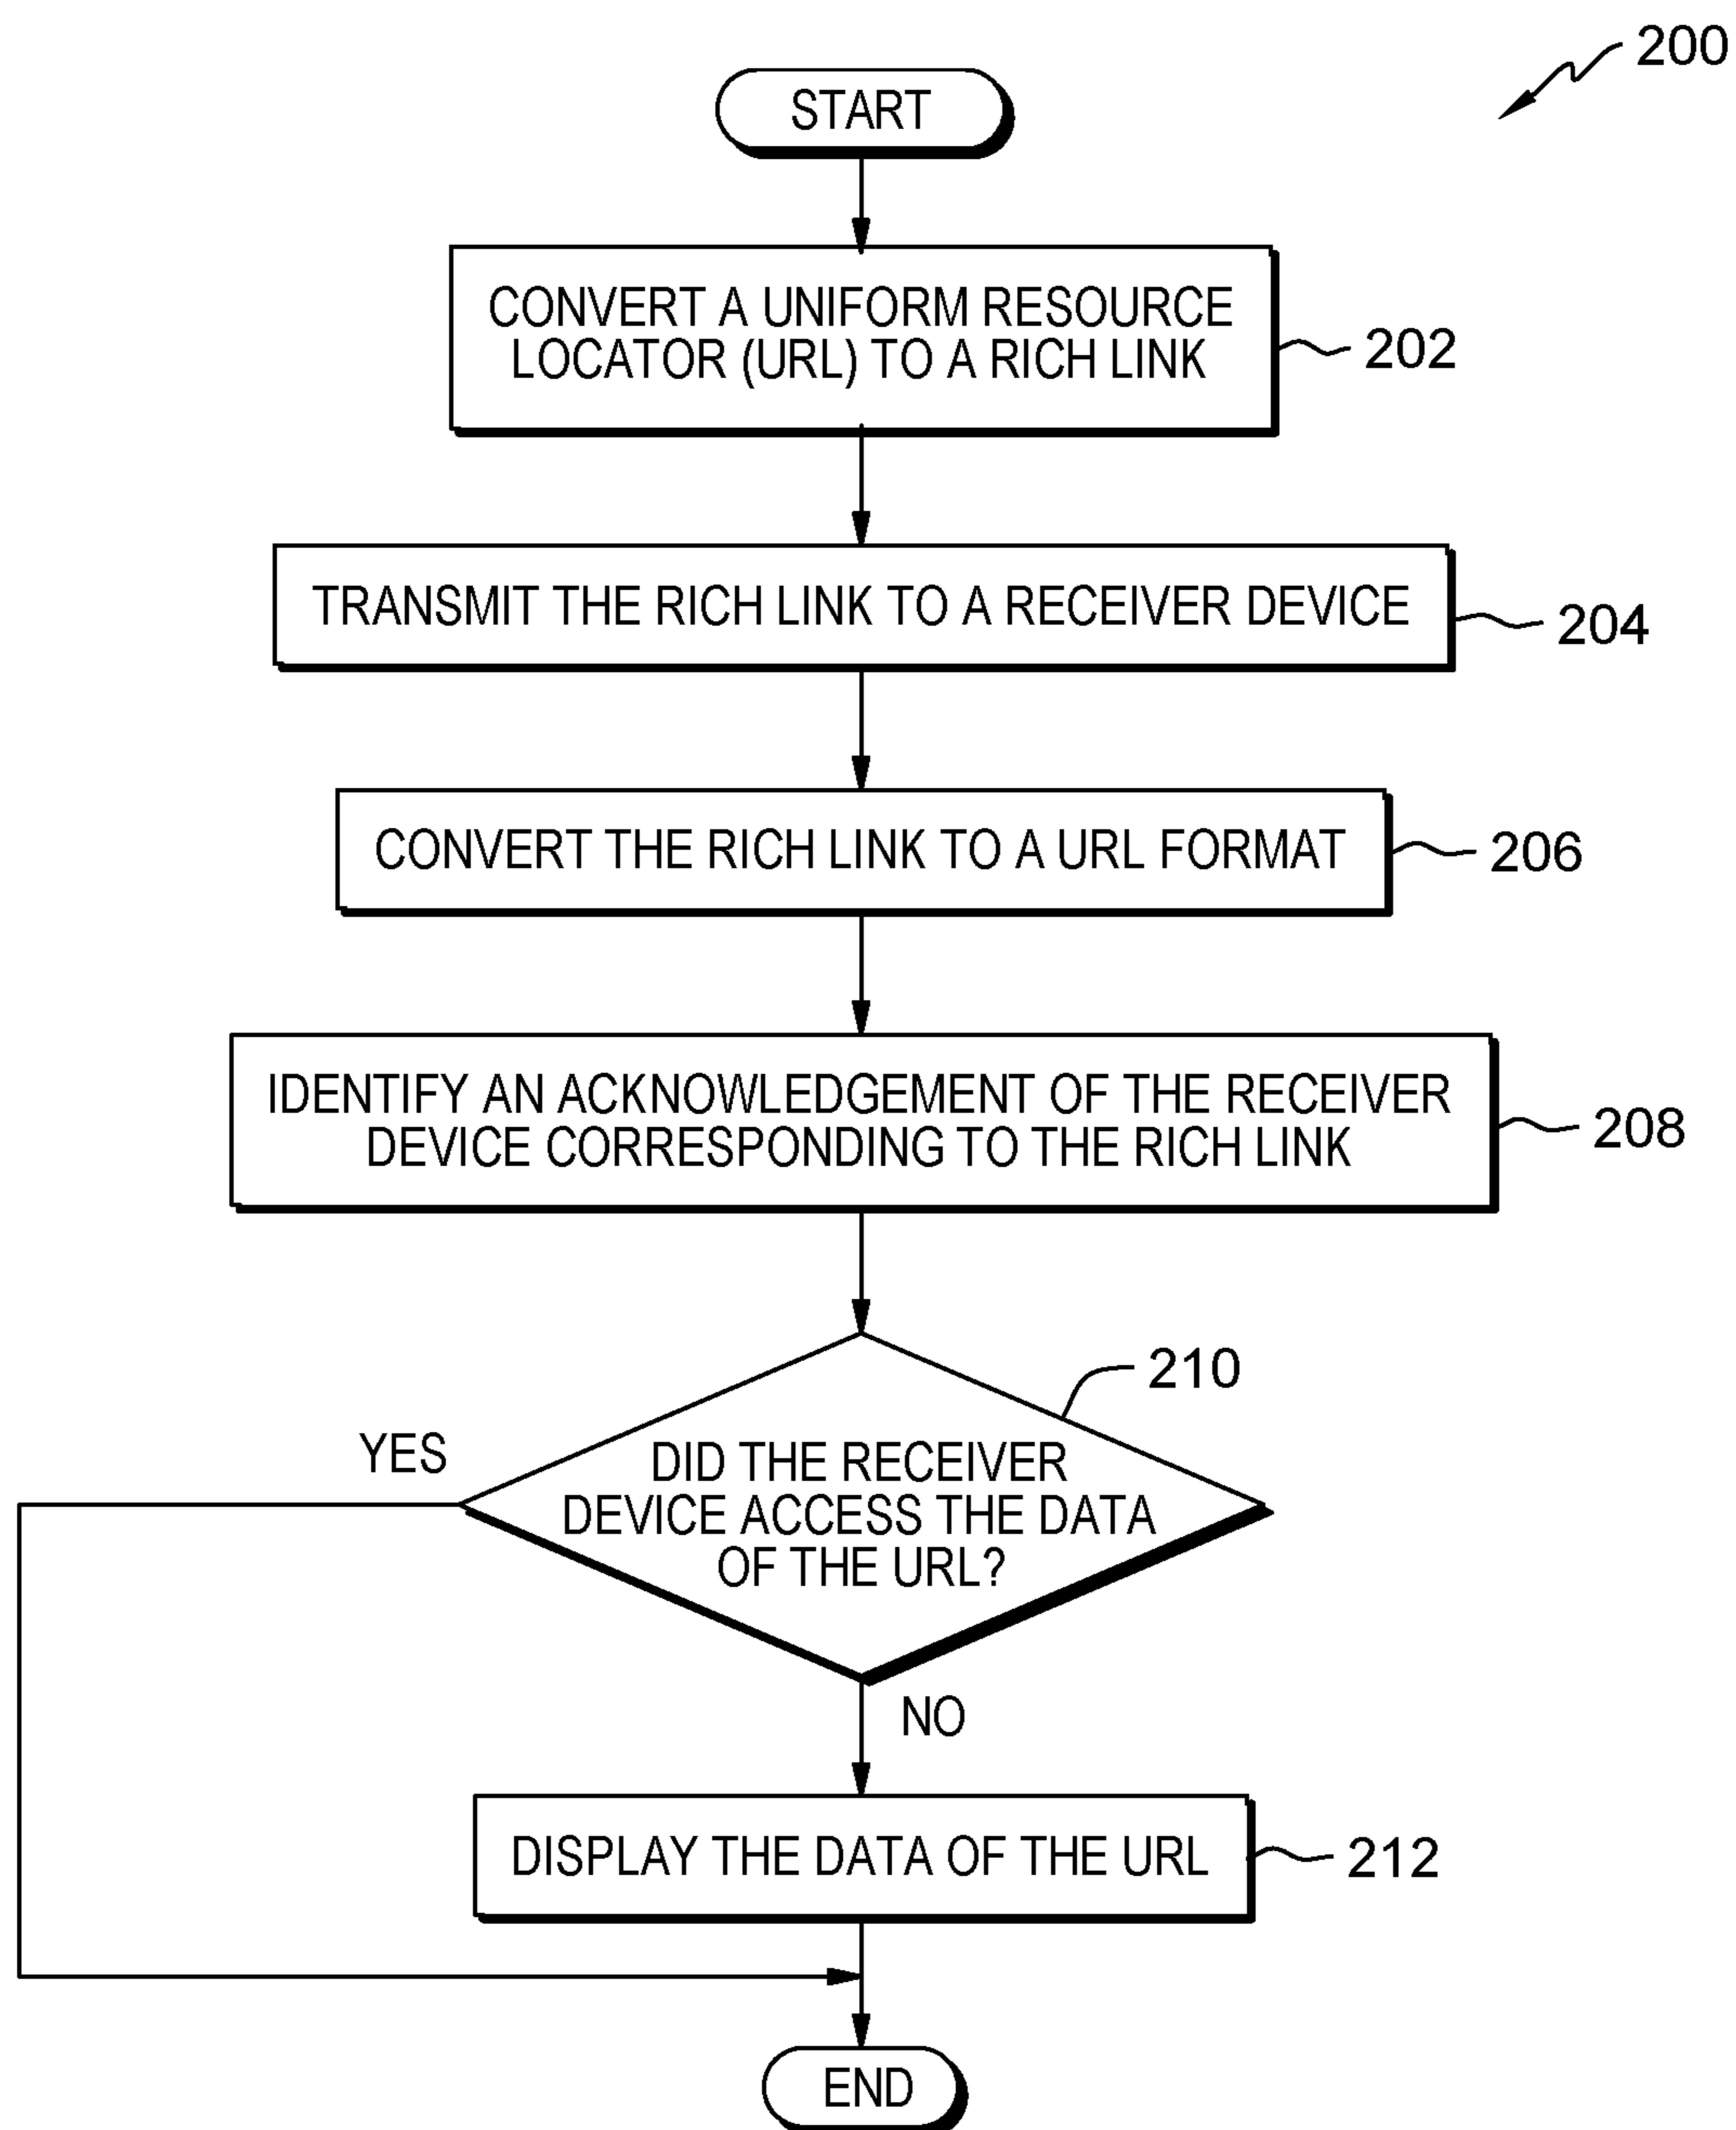 200
START
CONVERT A UNIFORM RESOURCE
LOCATOR (URL) TO A RICH LINK
202
TRANSMIT THE RICH LINK TO A RECEIVER DEVICE
204
CONVERT THE RICH LINK TO A URL FORMAT
206
IDENTIFY AN ACKNOWLEDGEMENT OF THE RECEIVER
DEVICE CORRESPONDING TO THE RICH LINK
208
210
YES
DID THE RECEIVER
DEVICE ACCESS THE DATA
OF THE URL?
NO
DISPLAY THE DATA OF THE URL
212
END